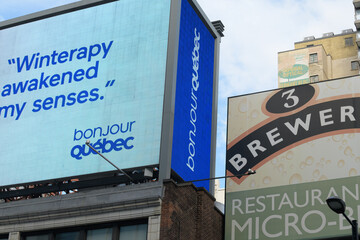 "Winterapy
awakened
my senses."
bonjour
québec
bonjourquébec
3
BREWER
RESTAURAN
MICRO-